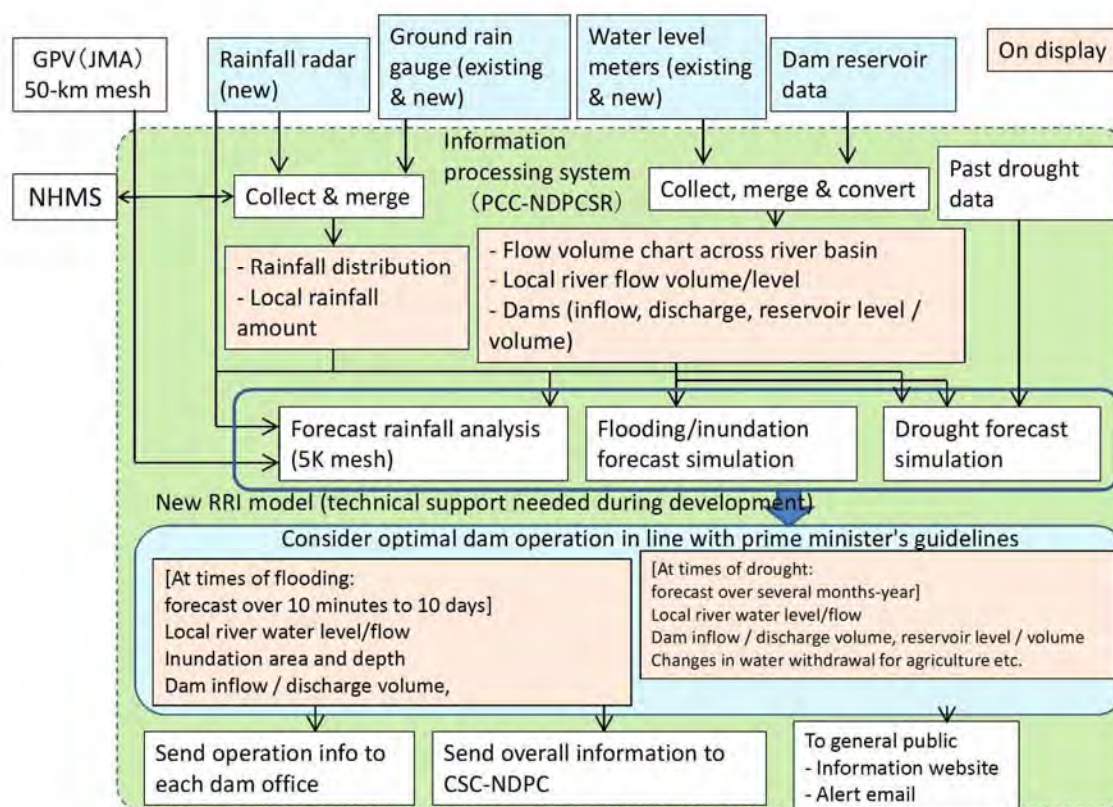 GPV（JMA）
50-km mesh
Rainfall radar
(new)
Ground rain
gauge (existing
& new)
Water level
meters (existing
& new)
Dam reservoir
data
On display
Information
processing system
（PCC-NDPCSR）
NHMS
Collect & merge
Collect, merge & convert
Past drought
data
- Rainfall distribution
- Local rainfall
amount
- Flow volume chart across river basin
- Local river flow volume/level
- Dams (inflow, discharge, reservoir level /
volume)
Forecast rainfall analysis
(5K mesh)
Flooding/inundation
forecast simulation
Drought forecast
simulation
New RRI model (technical support needed during development)
Consider optimal dam operation in line with prime minister's guidelines
[At times of flooding:
forecast over 10 minutes to 10 days]
Local river water level/flow
Inundation area and depth
Dam inflow / discharge volume,
[At times of drought:
forecast over several months-year]
Local river water level/flow
Dam inflow / discharge volume, reservoir level / volume
Changes in water withdrawal for agriculture etc.
Send operation info to
each dam office
Send overall information to
CSC-NDPC
To general public
- Information website
- Alert email